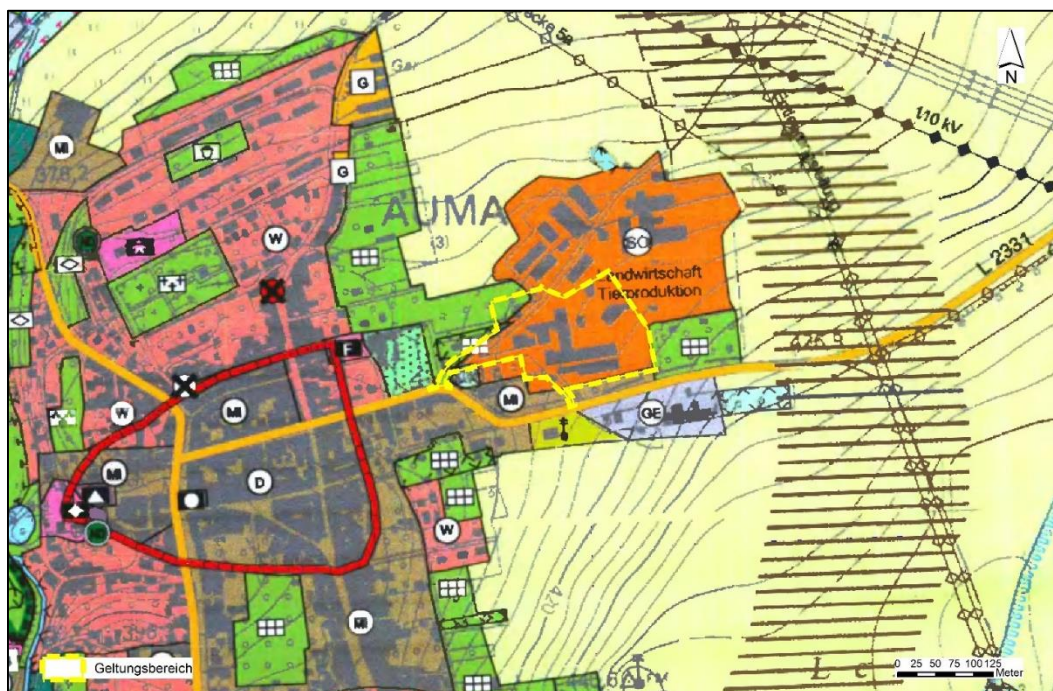 N
G
G
MI
378,2
W
AUMA
(3)
SO
Landwirtschaft
Tierproduktion
110 kV
L 2331
F
MI
MI
GE
W
MI
D
W
MI
420
Geltungsbereich
L e
0 25 50 75 100 125
Meter